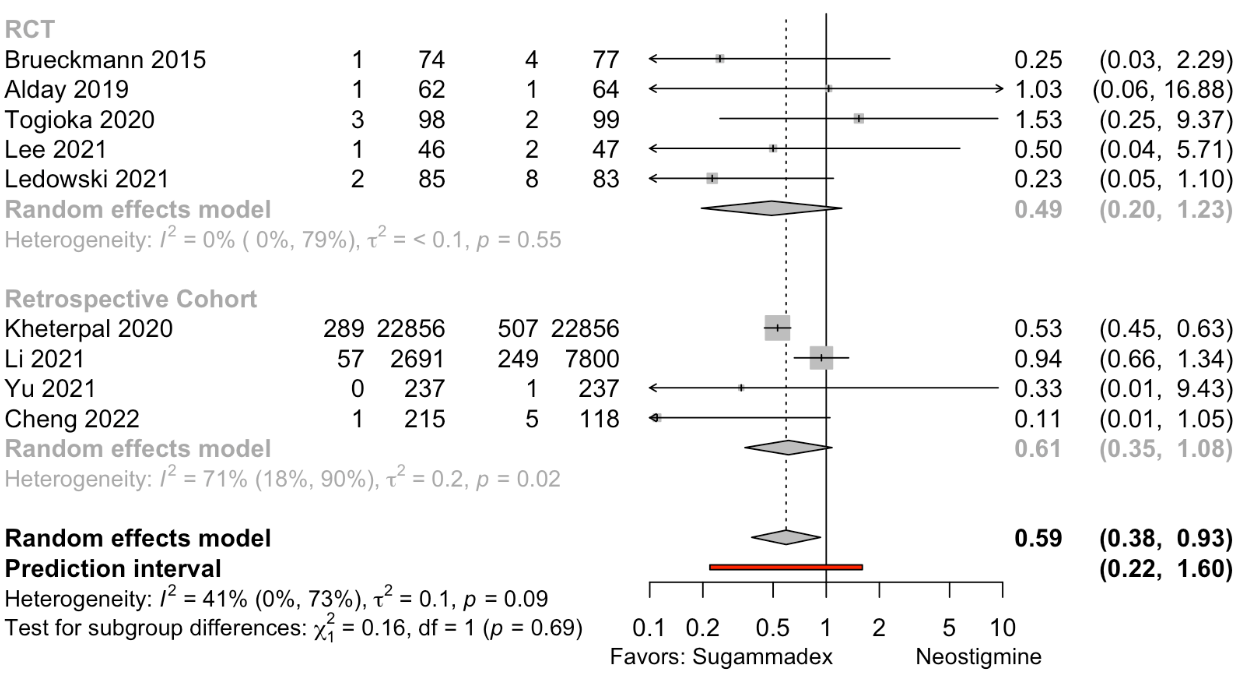 RCT
Brueckmann 2015 1 74 4 77 0.25 (0.03, 2.29)
Alday 2019 1 62 1 64 1.03 (0.06, 16.88)
Togioka 2020 3 98 2 99 1.53 (0.25, 9.37)
Lee 2021 1 46 2 47 0.50 (0.04, 5.71)
Ledowski 2021 2 85 8 83 0.23 (0.05, 1.10)
Random effects model 0.49 (0.20, 1.23)
Heterogeneity: I² = 0% ( 0%, 79%), τ² = < 0.1, p = 0.55
Retrospective Cohort
Kheterpal 2020 289 22856 507 22856 0.53 (0.45, 0.63)
Li 2021 57 2691 249 7800 0.94 (0.66, 1.34)
Yu 2021 0 237 1 237 0.33 (0.01, 9.43)
Cheng 2022 1 215 5 118 0.11 (0.01, 1.05)
Random effects model 0.61 (0.35, 1.08)
Heterogeneity: I² = 71% (18%, 90%), τ² = 0.2, p = 0.02
Random effects model 0.59 (0.38, 0.93)
Prediction interval (0.22, 1.60)
Heterogeneity: I² = 41% (0%, 73%), τ² = 0.1, p = 0.09
Test for subgroup differences: χ²₁ = 0.16, df = 1 (p = 0.69)
0.1 0.2 0.5 1 2 5 10
Favors: Sugammadex Neostigmine